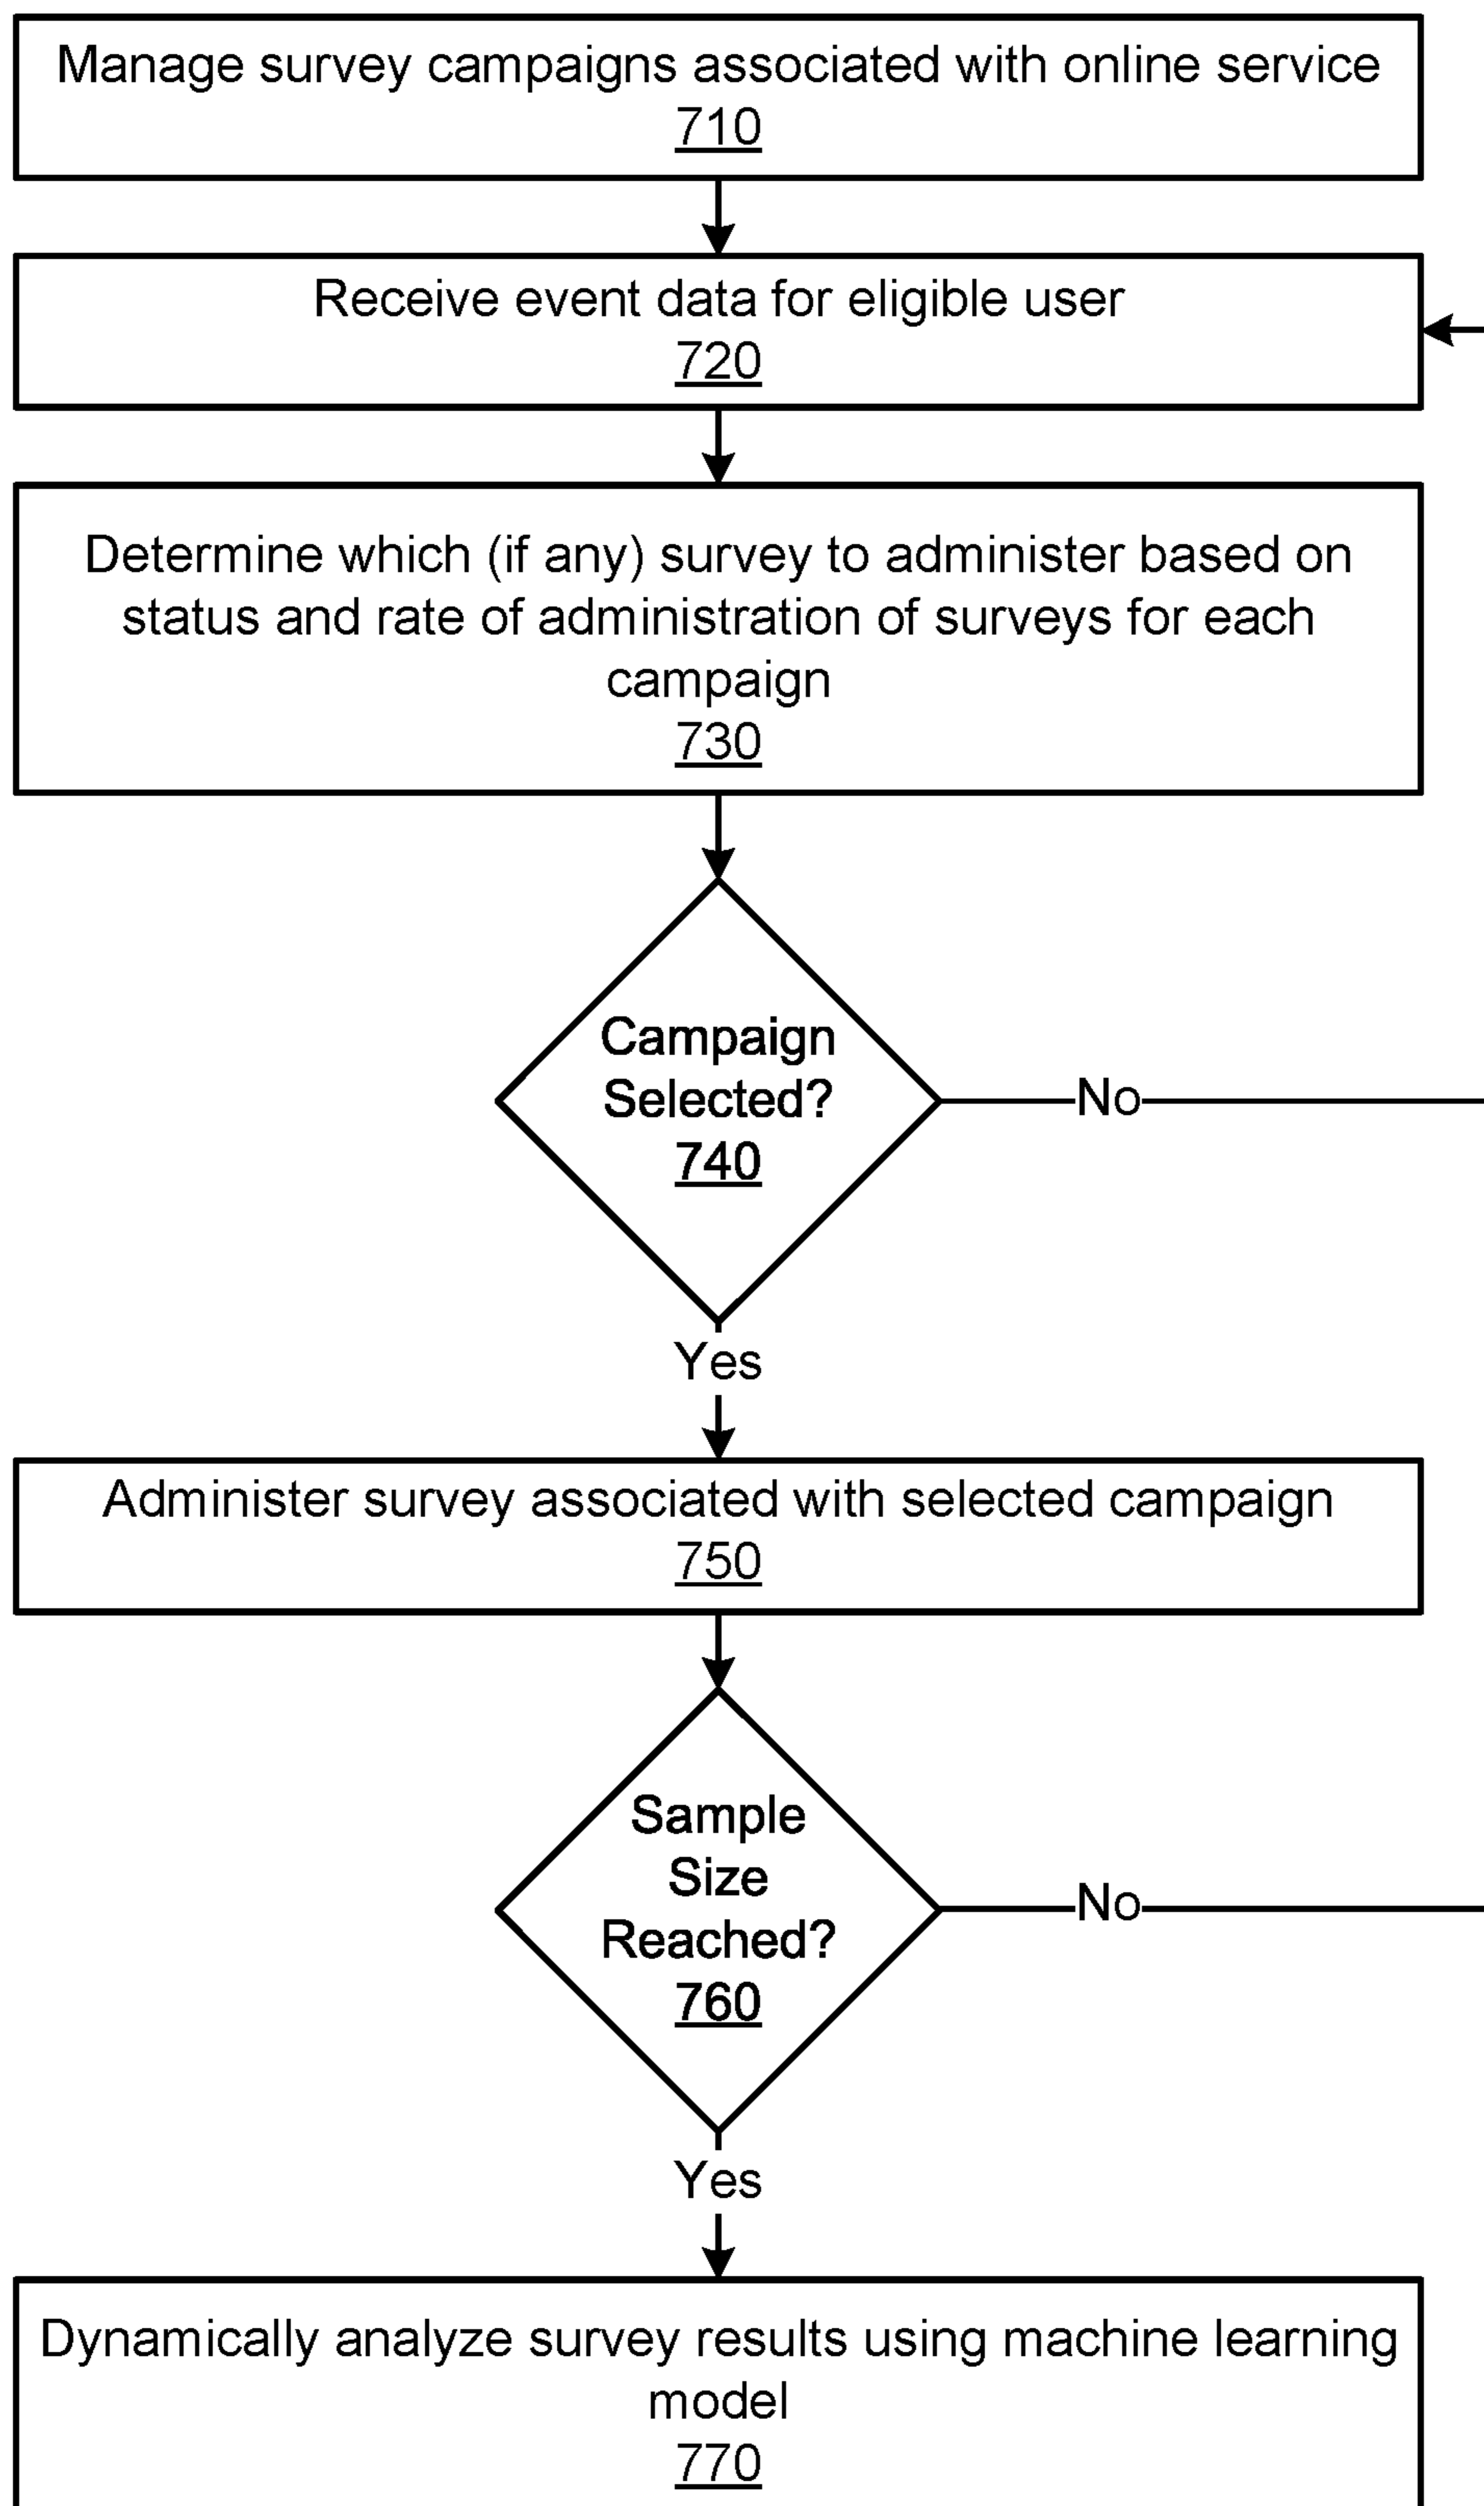 Manage survey campaigns associated with online service
710
Receive event data for eligible user
720
Determine which (if any) survey to administer based on
status and rate of administration of surveys for each
campaign
730
Campaign
Selected?
740
No
Yes
Administer survey associated with selected campaign
750
Sample
Size
Reached?
760
No
Yes
Dynamically analyze survey results using machine learning
model
770